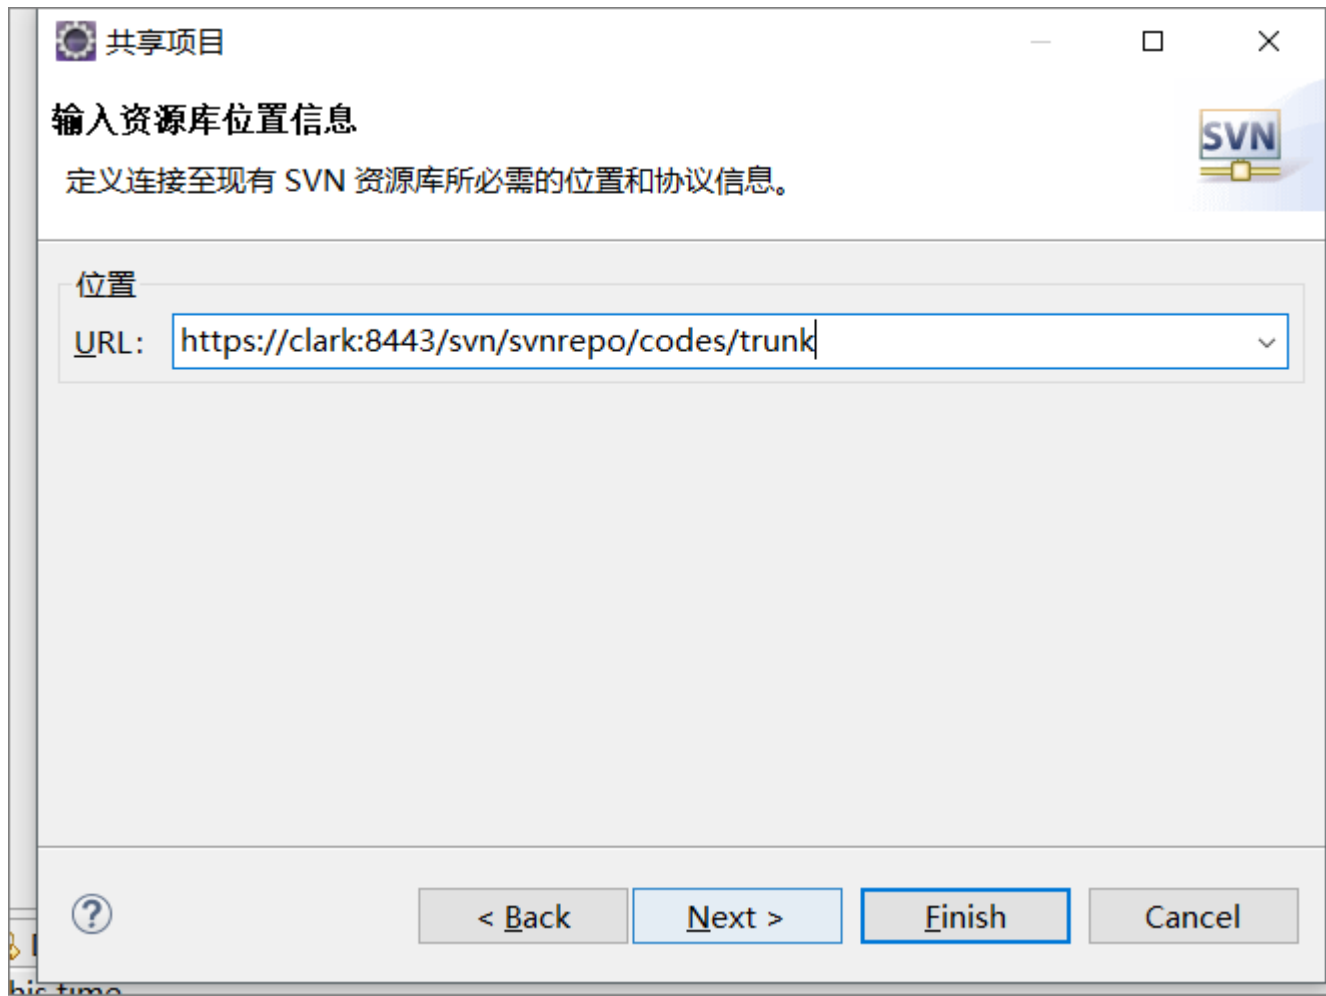 共享项目
输入资源库位置信息
SVN
定义连接至现有 SVN 资源库所必需的位置和协议信息。
位置
URL: https://clark:8443/svn/svnrepo/codes/trunk
< Back Next > Finish Cancel
his time